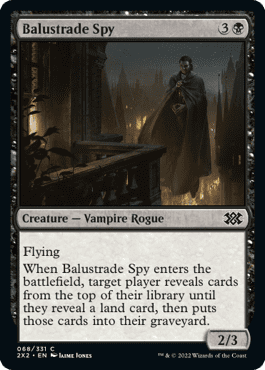 Balustrade Spy 3
Creature — Vampire Rogue
Flying
When Balustrade Spy enters the
battlefield, target player reveals cards
from the top of their library until
they reveal a land card, then puts
those cards into their graveyard.
2/3
068/331 C
2X2 • EN Jaime Jones
™ & © 2022 Wizards of the Coast